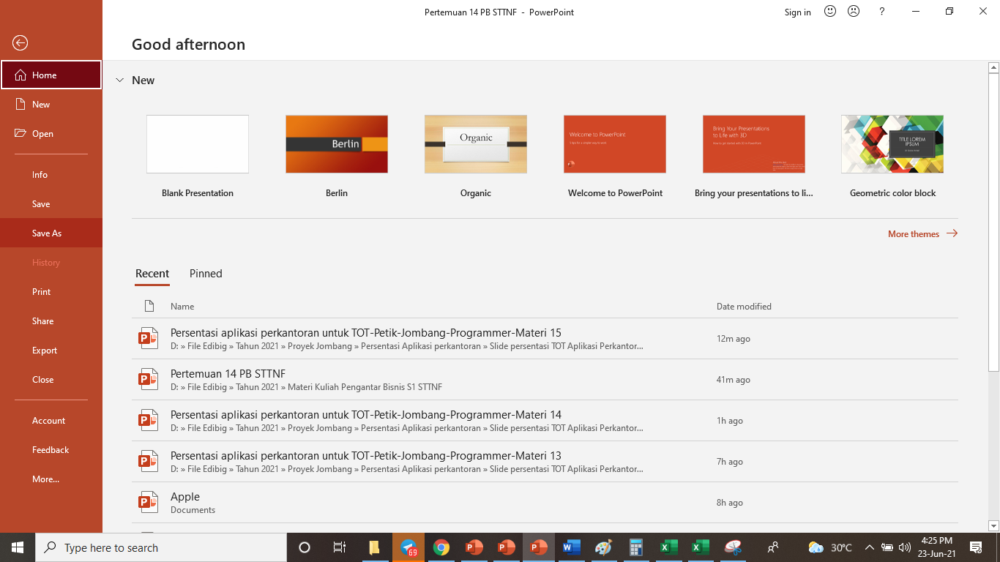 Pertemuan 14 PB STTNF - PowerPoint
Sign in
?
Good afternoon
Home
New
Open
Info
Save
Save As
History
Print
Share
Export
Close
Account
Feedback
More...
New
Berlin
Organic
Welcome to PowerPoint
Bring Your Presentations
to Life with 3D
TITLE LOREM
IPSUM
Blank Presentation
Berlin
Organic
Welcome to PowerPoint
Bring your presentations to li...
Geometric color block
More themes
Recent Pinned
Name Date modified
Persentasi aplikasi perkantoran untuk TOT-Petik-Jombang-Programmer-Materi 15
D: » File Edibig » Tahun 2021 » Proyek Jombang » Persentasi Aplikasi perkantoran » Slide persentasi TOT Aplikasi Perkantor...
12m ago
Pertemuan 14 PB STTNF
D: » File Edibig » Tahun 2021 » Materi Kuliah Pengantar Bisnis S1 STTNF
41m ago
Persentasi aplikasi perkantoran untuk TOT-Petik-Jombang-Programmer-Materi 14
D: » File Edibig » Tahun 2021 » Proyek Jombang » Persentasi Aplikasi perkantoran » Slide persentasi TOT Aplikasi Perkantor...
1h ago
Persentasi aplikasi perkantoran untuk TOT-Petik-Jombang-Programmer-Materi 13
D: » File Edibig » Tahun 2021 » Proyek Jombang » Persentasi Aplikasi perkantoran » Slide persentasi TOT Aplikasi Perkantor...
7h ago
Apple
Documents
8h ago
Type here to search
69
30°C
4:25 PM
23-Jun-21